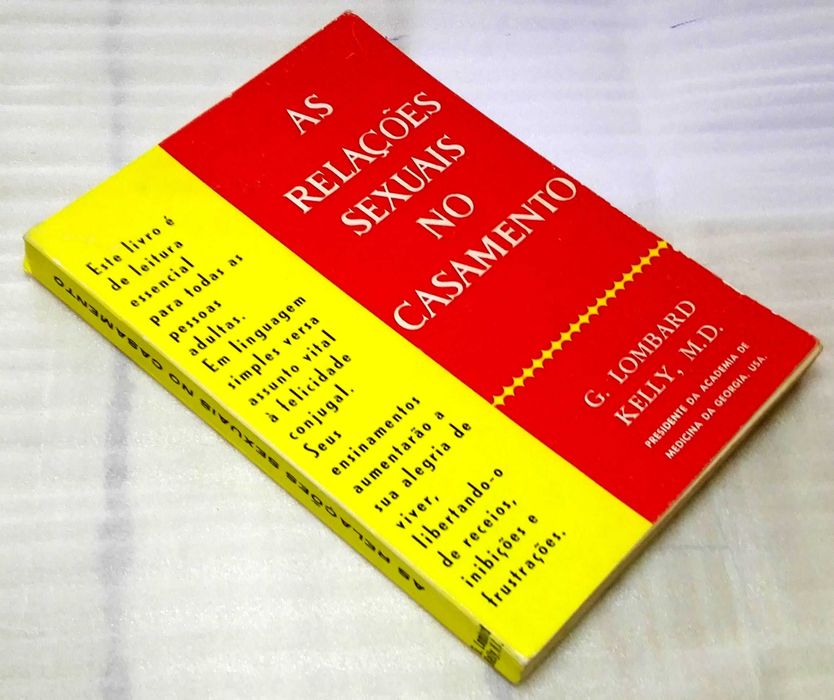 AS
RELAÇÕES
SEXUAIS
NO
CASAMENTO
G. LOMBARD
KELLY, M.D.
PRESIDENTE DA ACADEMIA DE
MEDICINA DA GEORGIA, USA.
Este livro é
de leitura
essencial
para todas as
pessoas
adultas.
Em linguagem
simples versa
assunto vital
à felicidade
conjugal.
Seus
ensinamentos
aumentarão a
sua alegria de
viver,
libertando-o
de receios,
inibições e
frustrações.
AS RELAÇÕES SEXUAIS NO CASAMENTO